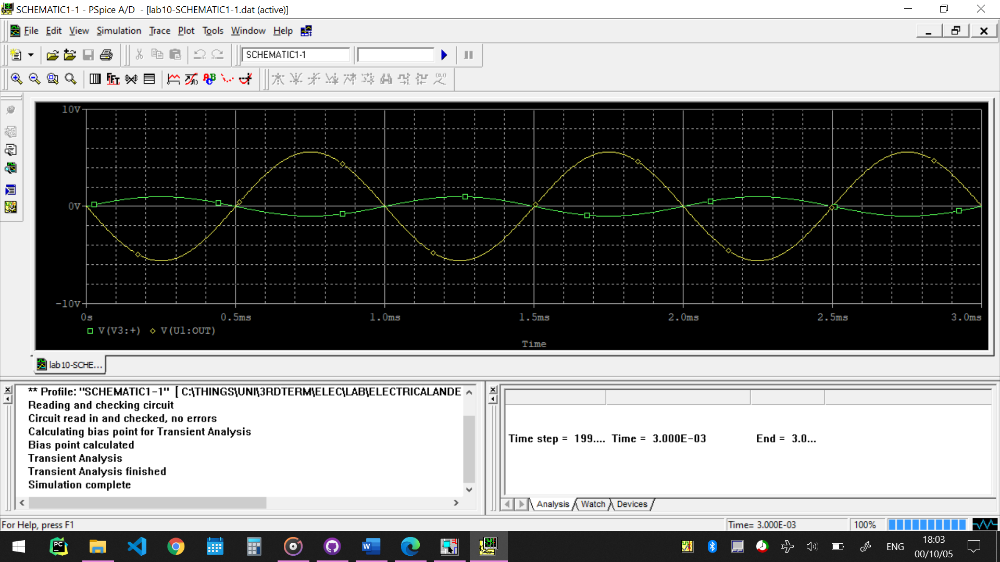 SCHEMATIC1-1 - PSpice A/D - [lab10-SCHEMATIC1-1.dat (active)]
File Edit View Simulation Trace Plot Tools Window Help
SCHEMATIC1-1
10V
0V
-10V
0s 0.5ms 1.0ms 1.5ms 2.0ms 2.5ms 3.0ms
V(V3:+) V(U1:OUT)
Time
lab10-SCHE...
** Profile: "SCHEMATIC1-1" [ C:\THINGS\UNI\3RDTERM\ELEC\LAB\ELECTRICALANDE
Reading and checking circuit
Circuit read in and checked, no errors
Calculating bias point for Transient Analysis
Bias point calculated
Transient Analysis
Transient Analysis finished
Simulation complete
Time step = 199.... Time = 3.000E-03 End = 3.0...
Analysis Watch Devices
For Help, press F1
Time= 3.000E-03 100%
ENG
18:03
00/10/05